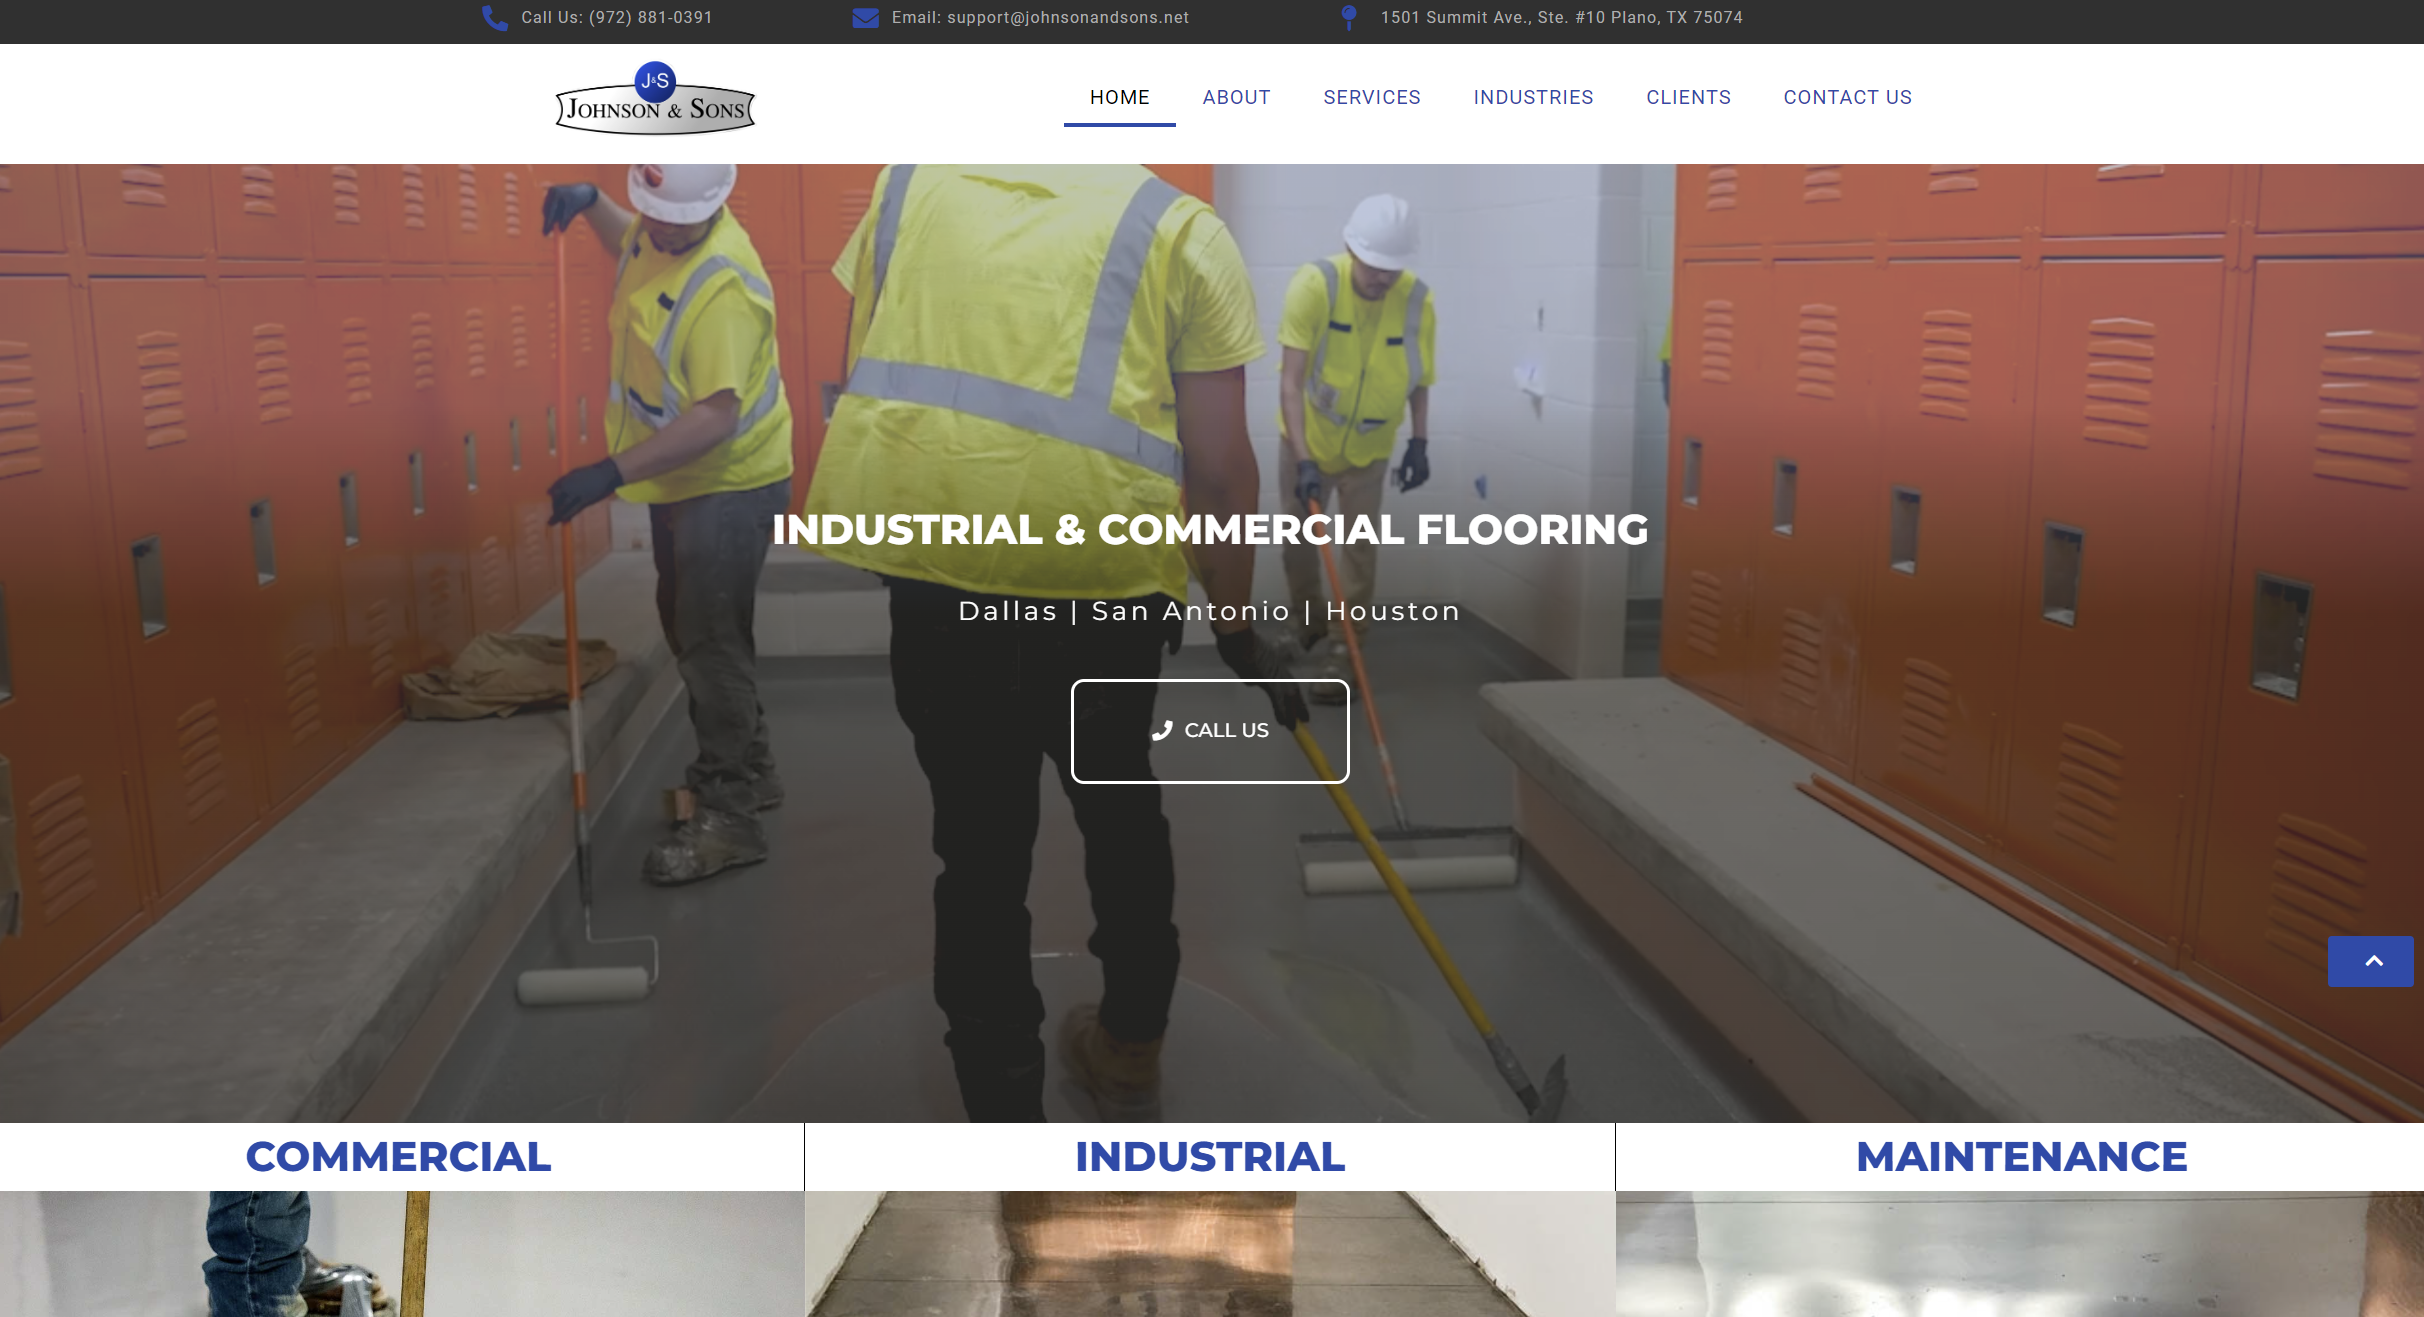 Call Us: (972) 881-0391
Email: support@johnsonandsons.net
1501 Summit Ave., Ste. #10 Plano, TX 75074
J&S
JOHNSON & SONS
HOME
ABOUT
SERVICES
INDUSTRIES
CLIENTS
CONTACT US
INDUSTRIAL & COMMERCIAL FLOORING
Dallas | San Antonio | Houston
CALL US
COMMERCIAL
INDUSTRIAL
MAINTENANCE